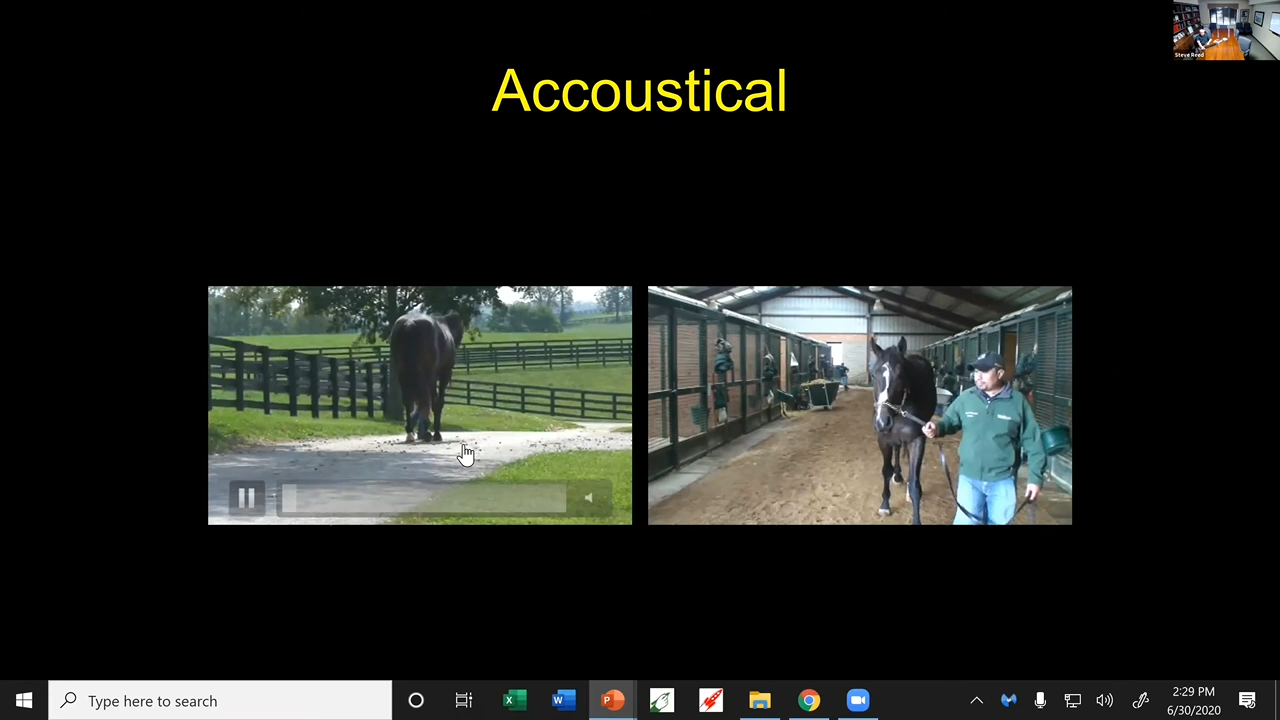 Steve Reed
Accoustical
Type here to search
2:29 PM
6/30/2020